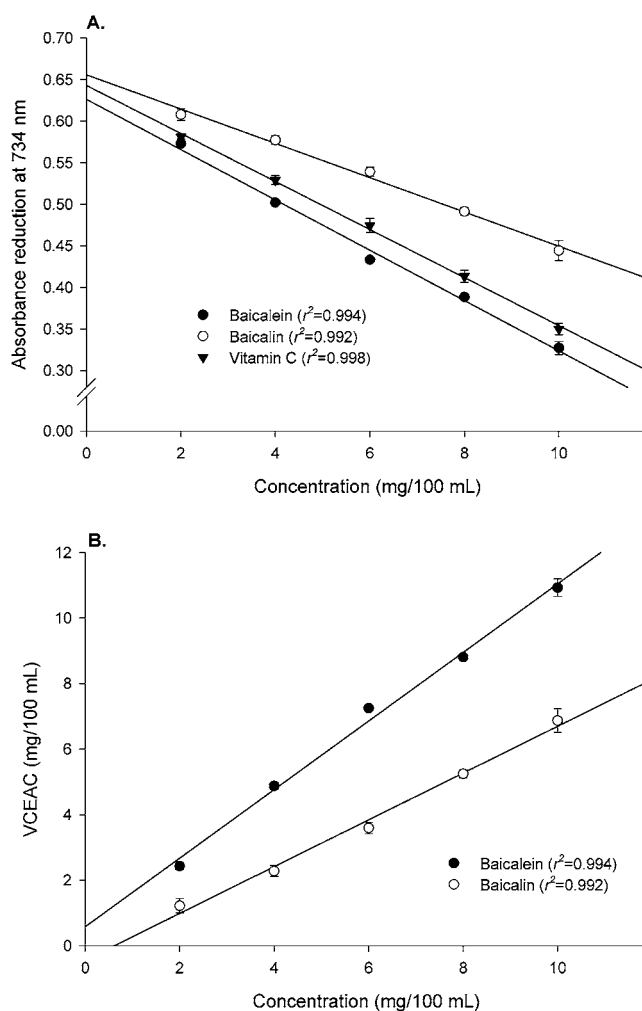 A.
0.70
0.65
0.60
0.55
0.50
0.45
0.40
0.35
0.30
0.00
Absorbance reduction at 734 nm
Baicalein (r²=0.994)
Baicalin (r²=0.992)
Vitamin C (r²=0.998)
0 2 4 6 8 10
Concentration (mg/100 mL)
B.
12
10
8
6
4
2
0
VCEAC (mg/100 mL)
Baicalein (r²=0.994)
Baicalin (r²=0.992)
0 2 4 6 8 10
Concentration (mg/100 mL)